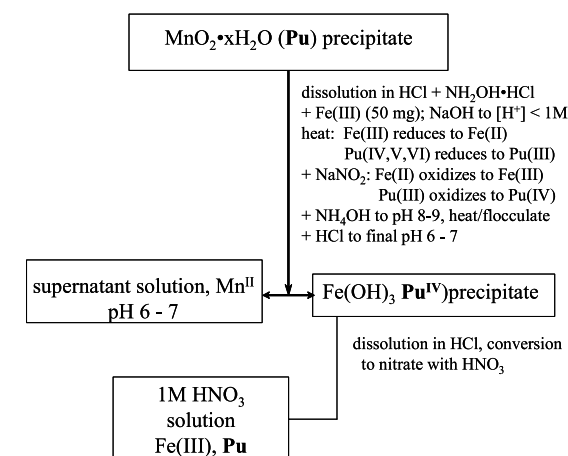 MnO₂•xH₂O (Pu) precipitate
dissolution in HCl + NH₂OH•HCl
+ Fe(III) (50 mg); NaOH to [H⁺] < 1M
heat: Fe(III) reduces to Fe(II)
Pu(IV,V,VI) reduces to Pu(III)
+ NaNO₂: Fe(II) oxidizes to Fe(III)
Pu(III) oxidizes to Pu(IV)
+ NH₄OH to pH 8-9, heat/flocculate
+ HCl to final pH 6 - 7
supernatant solution, Mnᴵᴵ
pH 6 - 7
Fe(OH)₃ Puᴵⱽ)precipitate
dissolution in HCl, conversion
to nitrate with HNO₃
1M HNO₃
solution
Fe(III), Pu